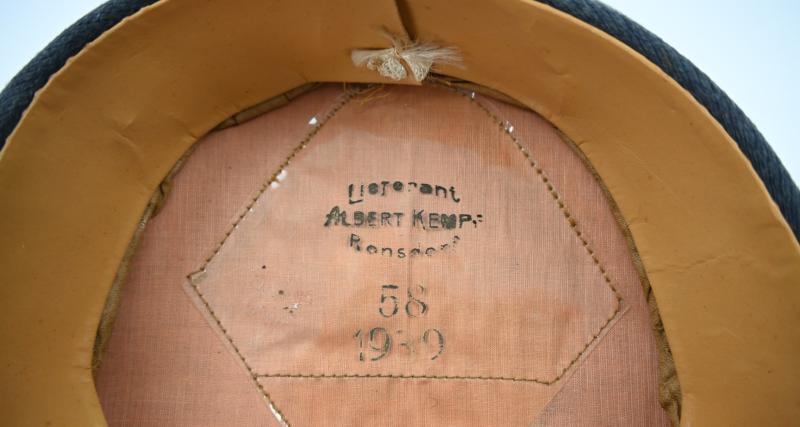 Lieferant
ALBERT KEMPF
Ronsdorf
58
1939